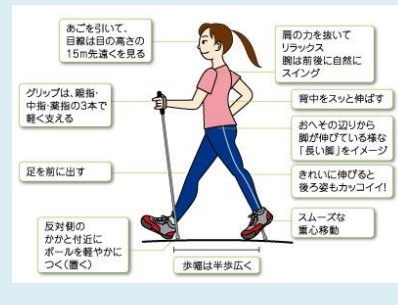 あごを引いて、
目線は目の高さの
15m先遠くを見る
肩の力を抜いて
リラックス
腕は前後に自然に
スイング
グリップは、親指・
中指・薬指の3本で
軽く支える
背中をスッと伸ばす
おへその辺りから
脚が伸びている様な
「長い脚」をイメージ
足を前に出す
きれいに伸びると
後ろ姿もカッコイイ!
反対側の
かかと付近に
ポールを軽やかに
つく(置く)
スムーズな
重心移動
歩幅は半歩広く